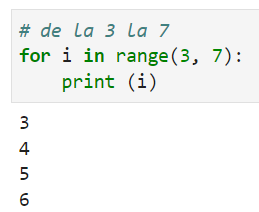 # de la 3 la 7
for i in range(3, 7):
    print (i)
3
4
5
6